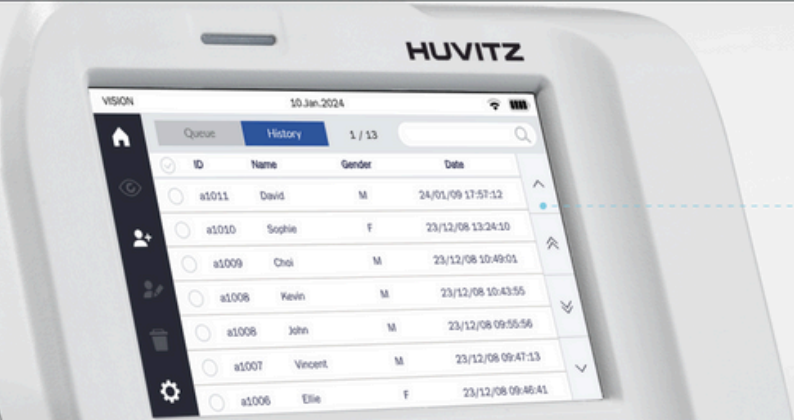 HUVITZ
VISION 10.Jan.2024
Queue History 1 / 13
ID Name Gender Date
a1011 David M 24/01/09 17:57:12
a1010 Sophie F 23/12/08 13:24:10
a1009 Choi M 23/12/08 10:49:01
a1008 Kevin M 23/12/08 10:43:55
a1008 John M 23/12/08 09:55:56
a1007 Vincent M 23/12/08 09:47:13
a1006 Ellie F 23/12/08 09:46:41